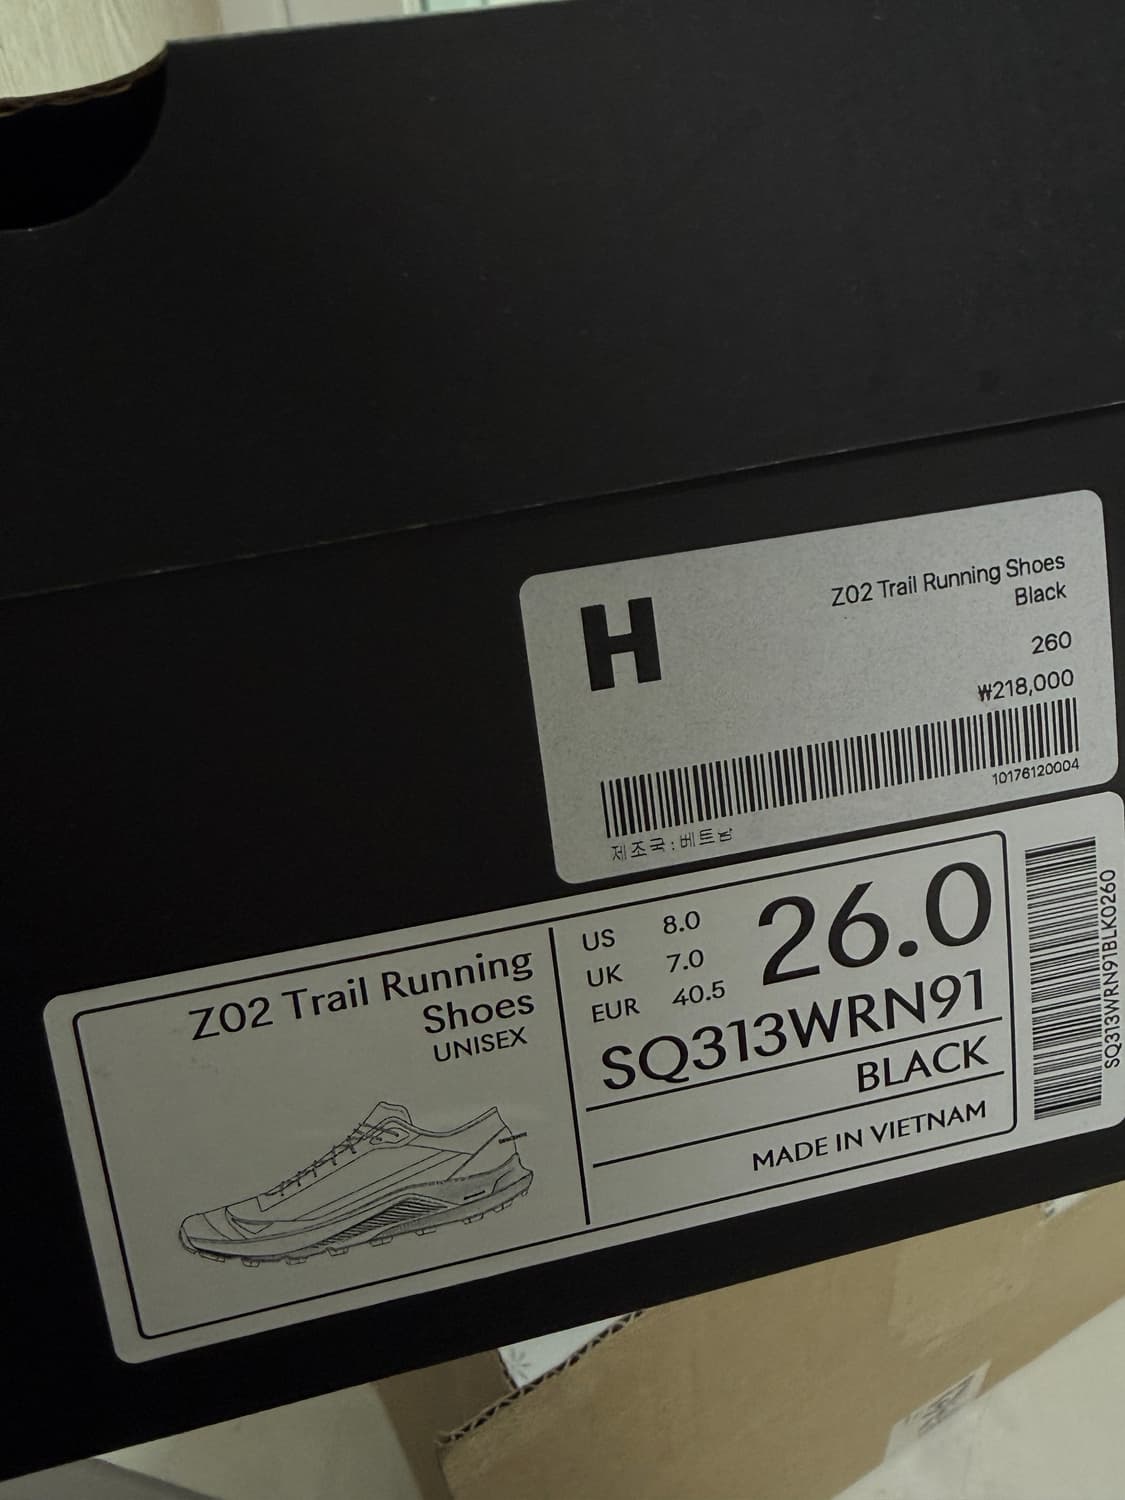 H
Z02 Trail Running Shoes
Black
260
₩218,000
10176120004
제조국:베트남
Z02 Trail Running
Shoes
UNISEX
US 8.0
UK 7.0
EUR 40.5
26.0
SQ313WRN91
BLACK
MADE IN VIETNAM
SQ313WRN91BLK0260